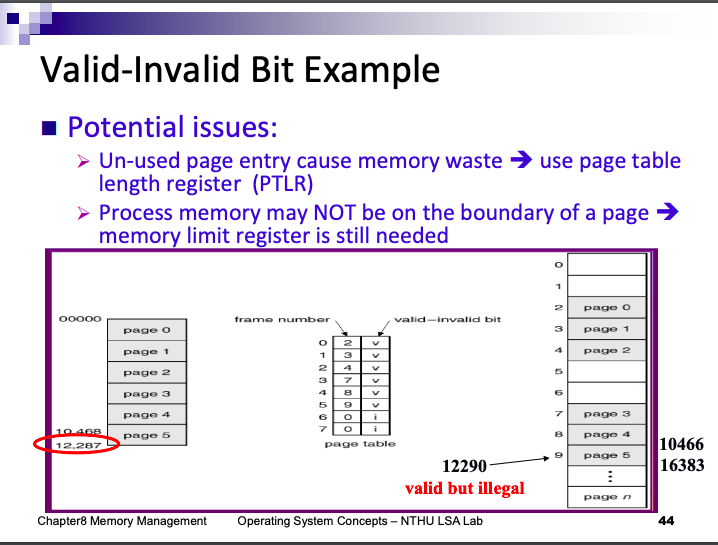 Valid-Invalid Bit Example
Potential issues:
Un-used page entry cause memory waste ➔ use page table
length register (PTLR)
Process memory may NOT be on the boundary of a page ➔
memory limit register is still needed
00000
page 0
page 1
page 2
page 3
page 4
10,468
page 5
12,287
frame number
valid–invalid bit
0 2 v
1 3 v
2 4 v
3 7 v
4 8 v
5 9 v
6 0 i
7 0 i
page table
0
1
2 page 0
3 page 1
4 page 2
5
6
7 page 3
8 page 4
9 page 5
⋮
page n
10466
16383
12290
valid but illegal
Chapter8 Memory Management
Operating System Concepts – NTHU LSA Lab
44